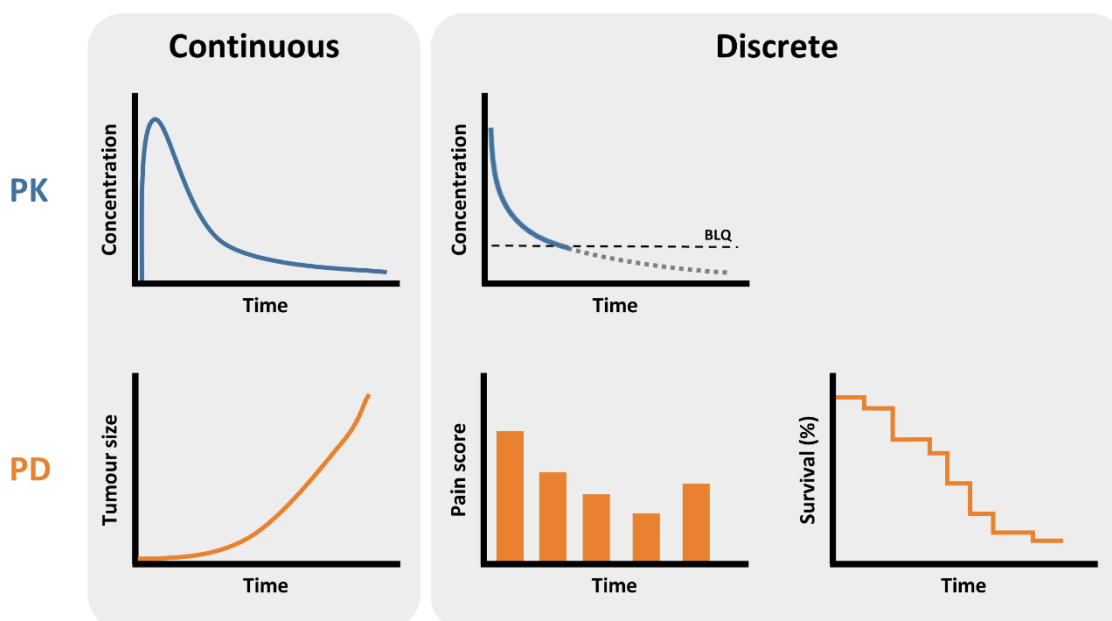 Continuous
Discrete
PK
Concentration
Time
Concentration
BLQ
Time
PD
Tumour size
Time
Pain score
Time
Survival (%)
Time